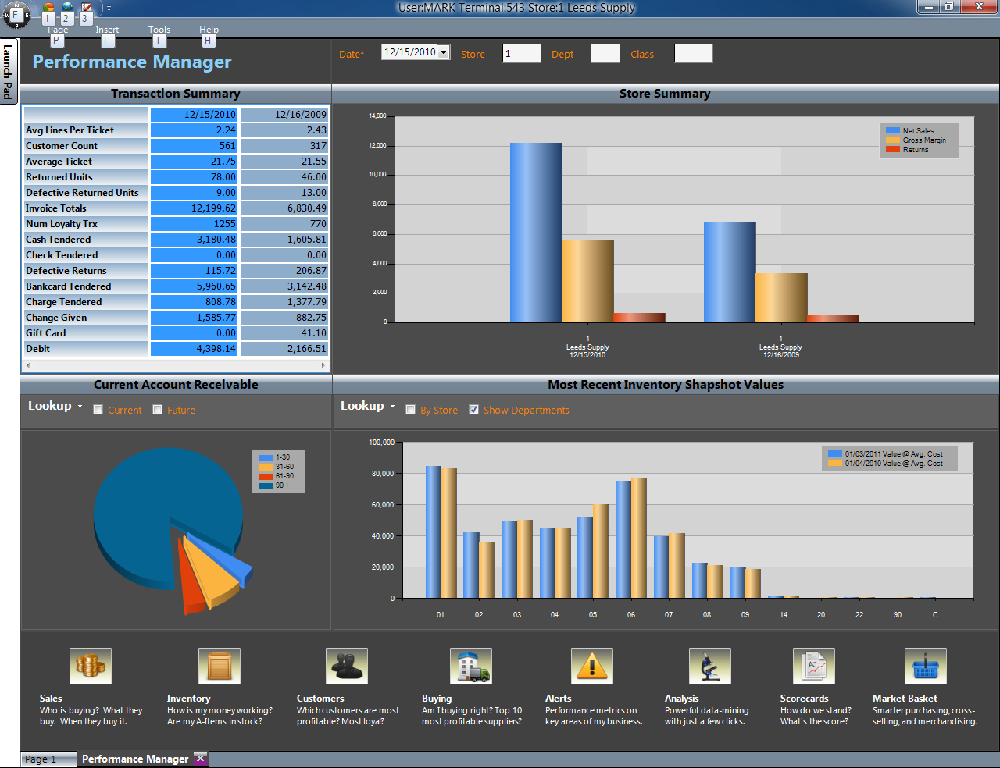 User:MARK Terminal:543 Store:1 Leeds Supply
N
W
E
S
F
1
2
3
Page
Insert
Tools
Help
P
I
T
H
Launch Pad
Performance Manager
Date*
12/15/2010
Store
1
Dept
Class
Transaction Summary
12/15/2010 12/16/2009
Avg Lines Per Ticket 2.24 2.43
Customer Count 561 317
Average Ticket 21.75 21.55
Returned Units 78.00 46.00
Defective Returned Units 9.00 13.00
Invoice Totals 12,199.62 6,830.49
Num Loyalty Trx 1255 770
Cash Tendered 3,180.48 1,605.81
Check Tendered 0.00 0.00
Defective Returns 115.72 206.87
Bankcard Tendered 5,960.65 3,142.48
Charge Tendered 808.78 1,377.79
Change Given 1,585.77 882.75
Gift Card 0.00 41.10
Debit 4,398.14 2,166.51
Store Summary
14,000
12,000
10,000
8,000
6,000
4,000
2,000
0
Net Sales
Gross Margin
Returns
1
Leeds Supply
12/15/2010
1
Leeds Supply
12/16/2009
Current Account Receivable
Lookup
Current
Future
1-30
31-60
61-90
90 +
Most Recent Inventory Shapshot Values
Lookup
By Store
Show Departments
100,000
80,000
60,000
40,000
20,000
0
01/03/2011 Value @ Avg. Cost
01/04/2010 Value @ Avg. Cost
01 02 03 04 05 06 07 08 09 14 20 22 90 C
Sales
Who is buying? What they
buy. When they buy it.
Inventory
How is my money working?
Are my A-Items in stock?
Customers
Which customers are most
profitable? Most loyal?
Buying
Am I buying right? Top 10
most profitable suppliers?
Alerts
Performance metrics on
key areas of my business.
Analysis
Powerful data-mining
with just a few clicks.
Scorecards
How do we stand?
What's the score?
Market Basket
Smarter purchasing, cross-
selling, and merchandising.
Page 1
Performance Manager